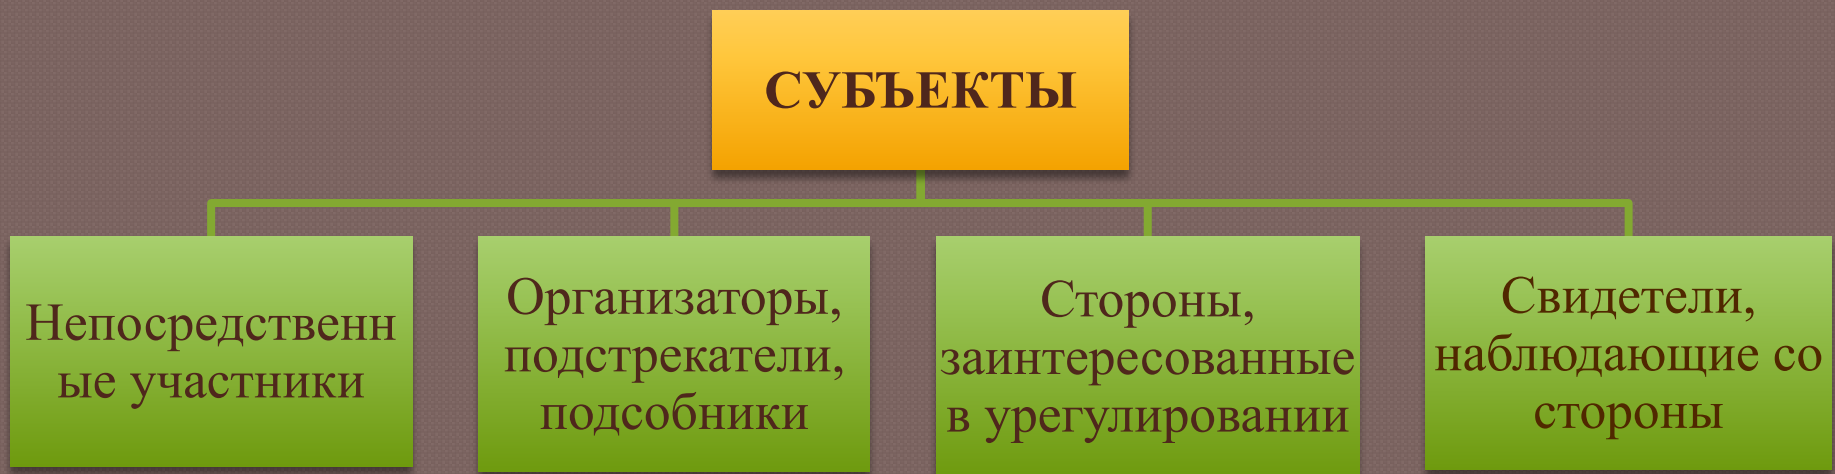 СУБЪЕКТЫ
Непосредственн
ые участники
Организаторы,
подстрекатели,
подсобники
Стороны,
заинтересованные
в урегулировании
Свидетели,
наблюдающие со
стороны